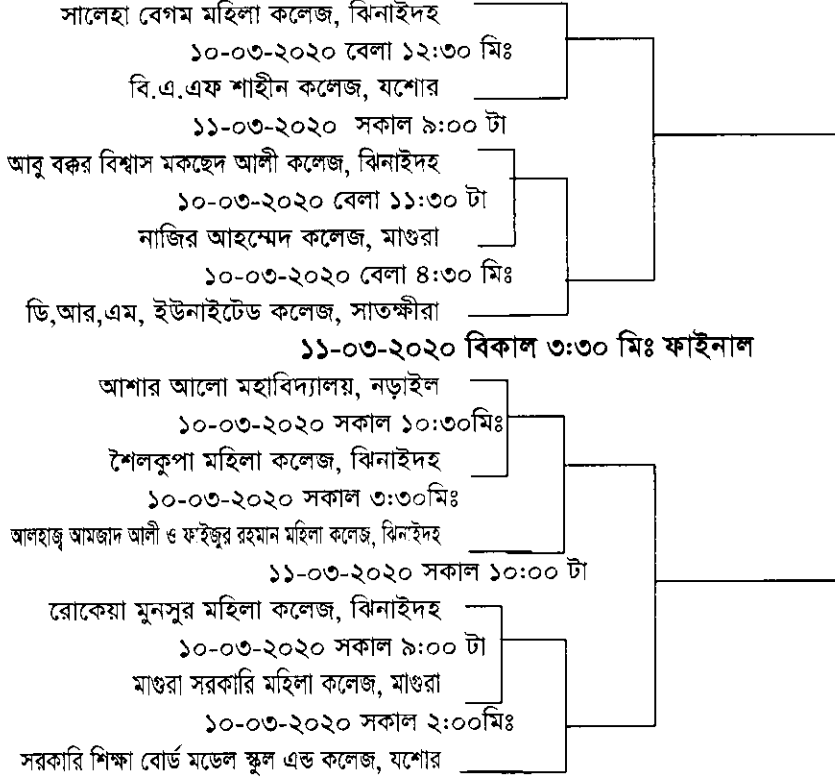 সালেহা বেগম মহিলা কলেজ, ঝিনাইদহ
১০-০৩-২০২০ বেলা ১২:৩০ মিঃ
বি.এ.এফ শাহীন কলেজ, যশোর
১১-০৩-২০২০ সকাল ৯:০০ টা
আবু বক্কর বিশ্বাস মকছেদ আলী কলেজ, ঝিনাইদহ
১০-০৩-২০২০ বেলা ১১:৩০ টা
নাজির আহম্মেদ কলেজ, মাগুরা
১০-০৩-২০২০ বেলা ৪:৩০ মিঃ
ডি,আর,এম, ইউনাইটেড কলেজ, সাতক্ষীরা
১১-০৩-২০২০ বিকাল ৩:৩০ মিঃ ফাইনাল
আশার আলো মহাবিদ্যালয়, নড়াইল
১০-০৩-২০২০ সকাল ১০:৩০মিঃ
শৈলকুপা মহিলা কলেজ, ঝিনাইদহ
১০-০৩-২০২০ সকাল ৩:৩০মিঃ
আলহাজ্ব আমজাদ আলী ও ফাইজুর রহমান মহিলা কলেজ, ঝিনাইদহ
১১-০৩-২০২০ সকাল ১০:০০ টা
রোকেয়া মুনসুর মহিলা কলেজ, ঝিনাইদহ
১০-০৩-২০২০ সকাল ৯:০০ টা
মাগুরা সরকারি মহিলা কলেজ, মাগুরা
১০-০৩-২০২০ সকাল ২:০০মিঃ
সরকারি শিক্ষা বোর্ড মডেল স্কুল এন্ড কলেজ, যশোর